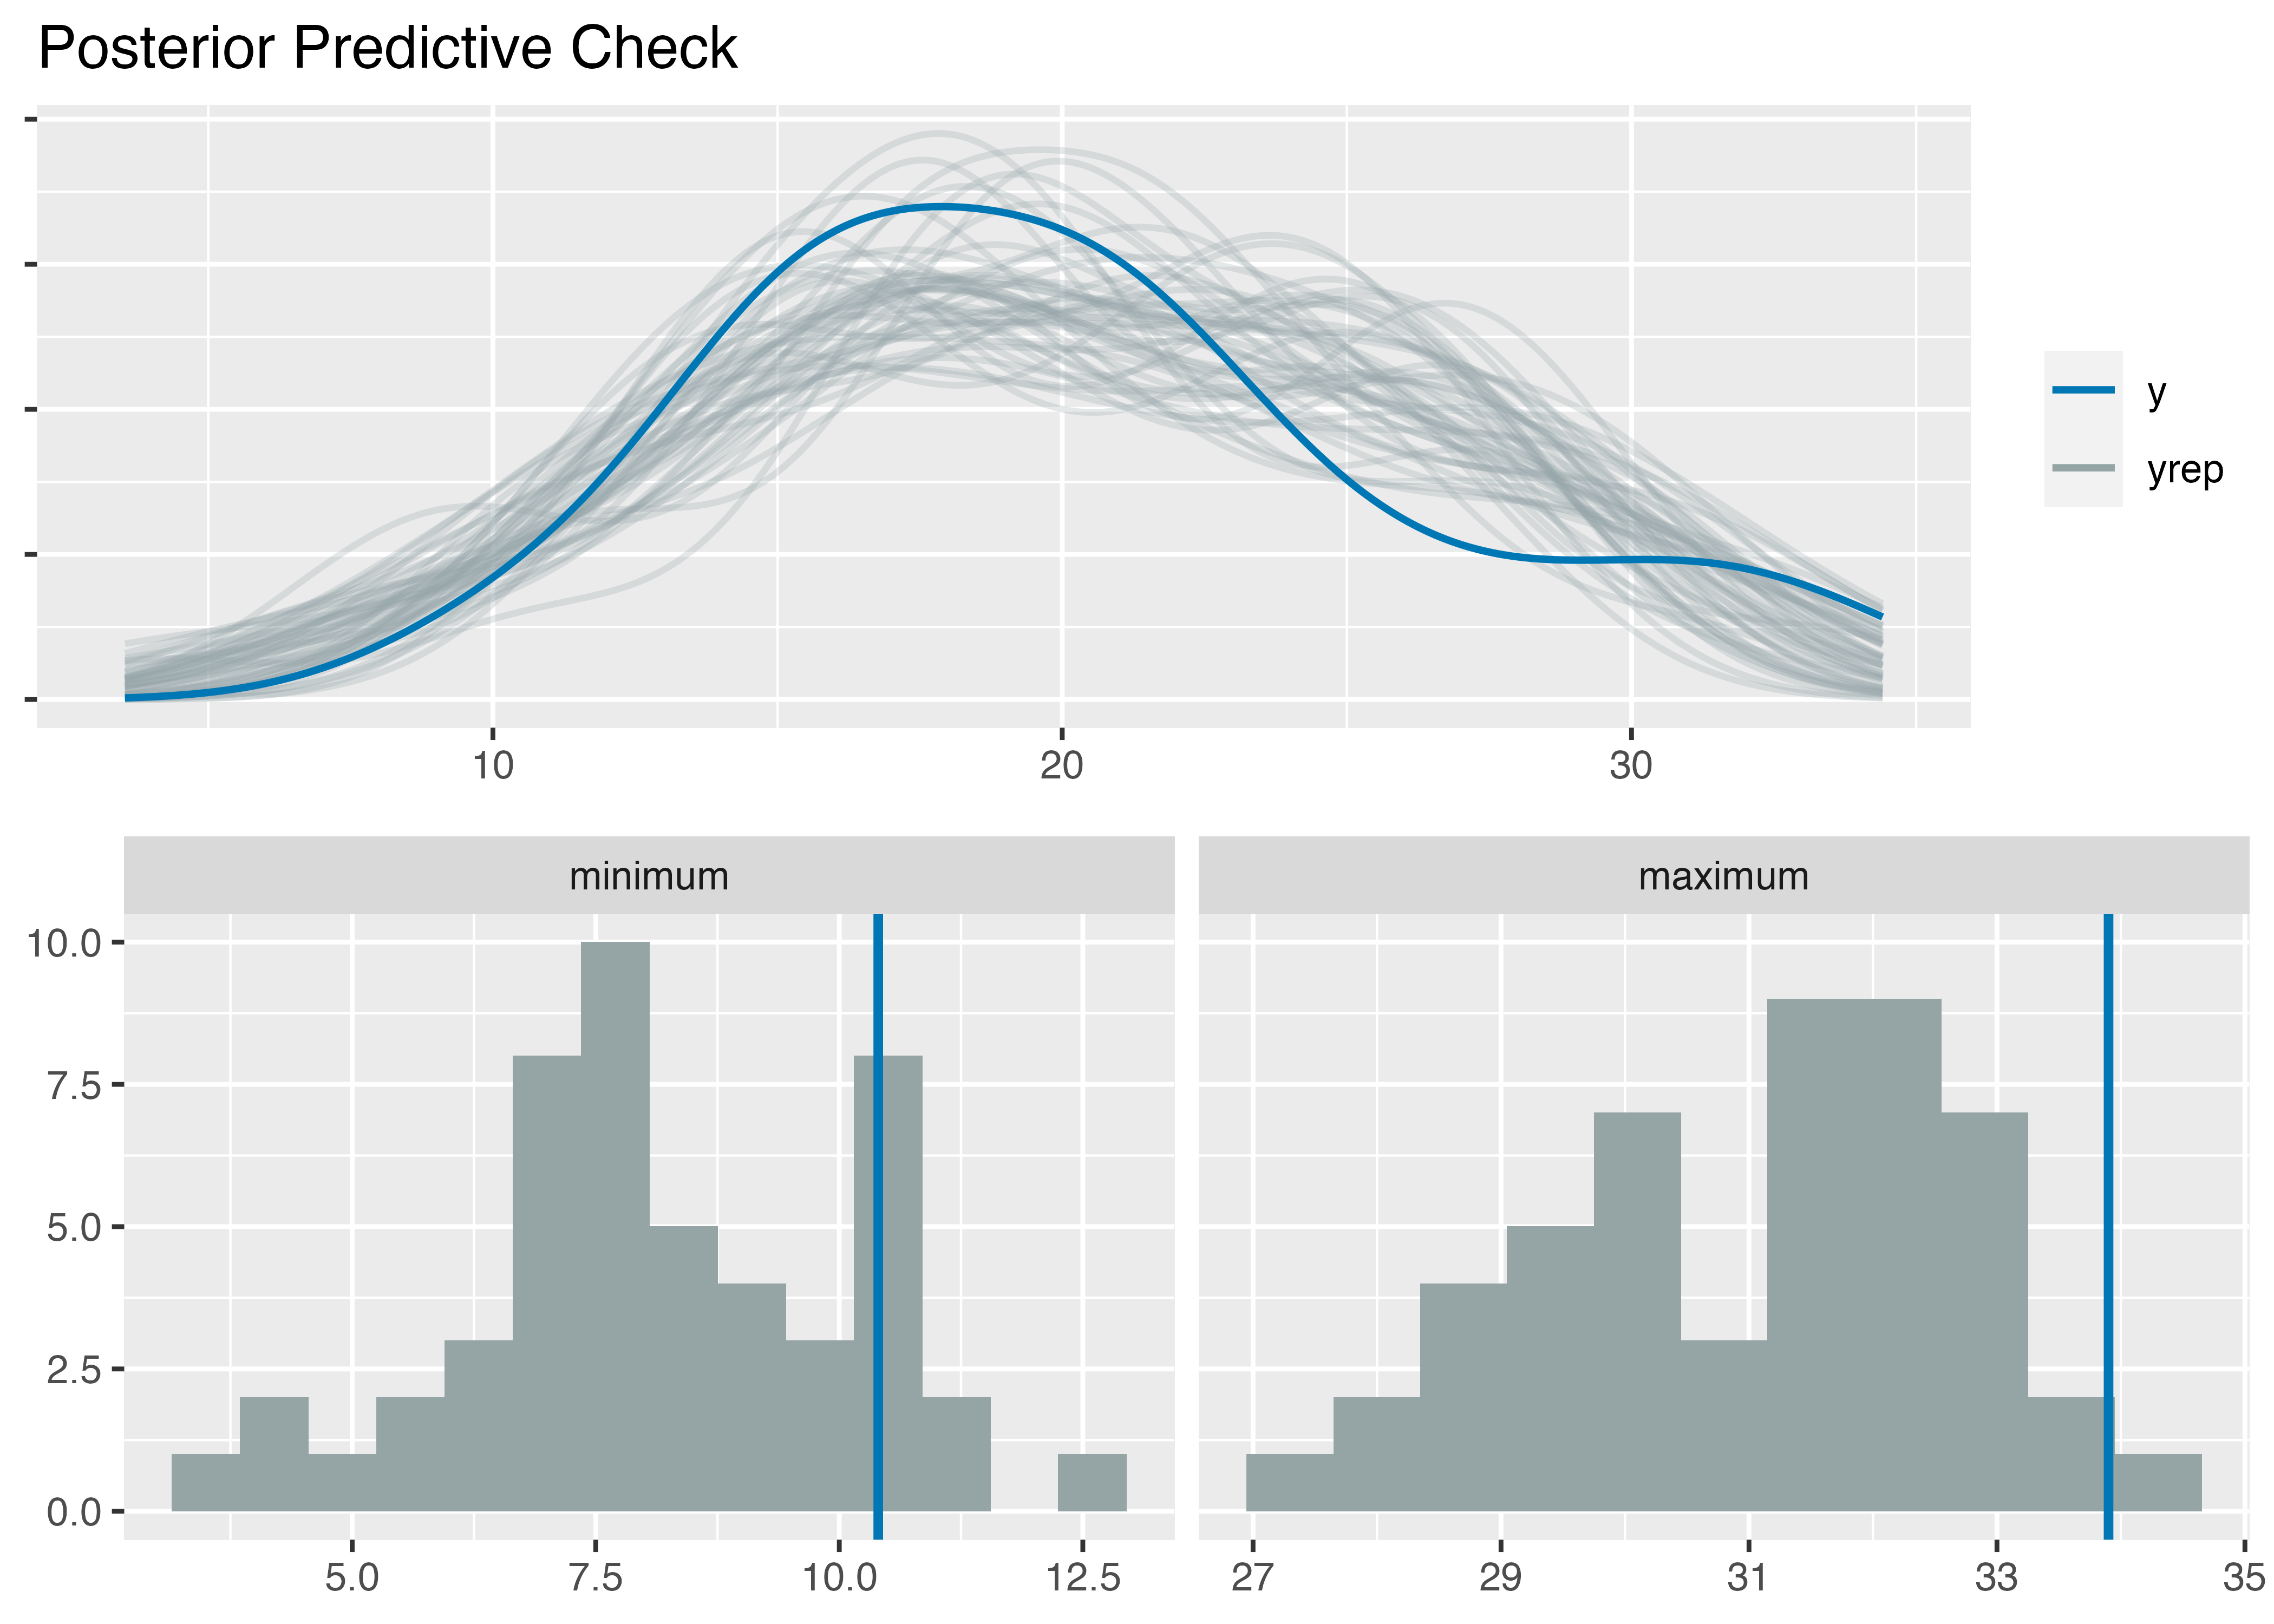 Posterior Predictive Check
y
yrep
10 20 30
minimum maximum
10.0
7.5
5.0
2.5
0.0
5.0 7.5 10.0 12.5 27 29 31 33 35